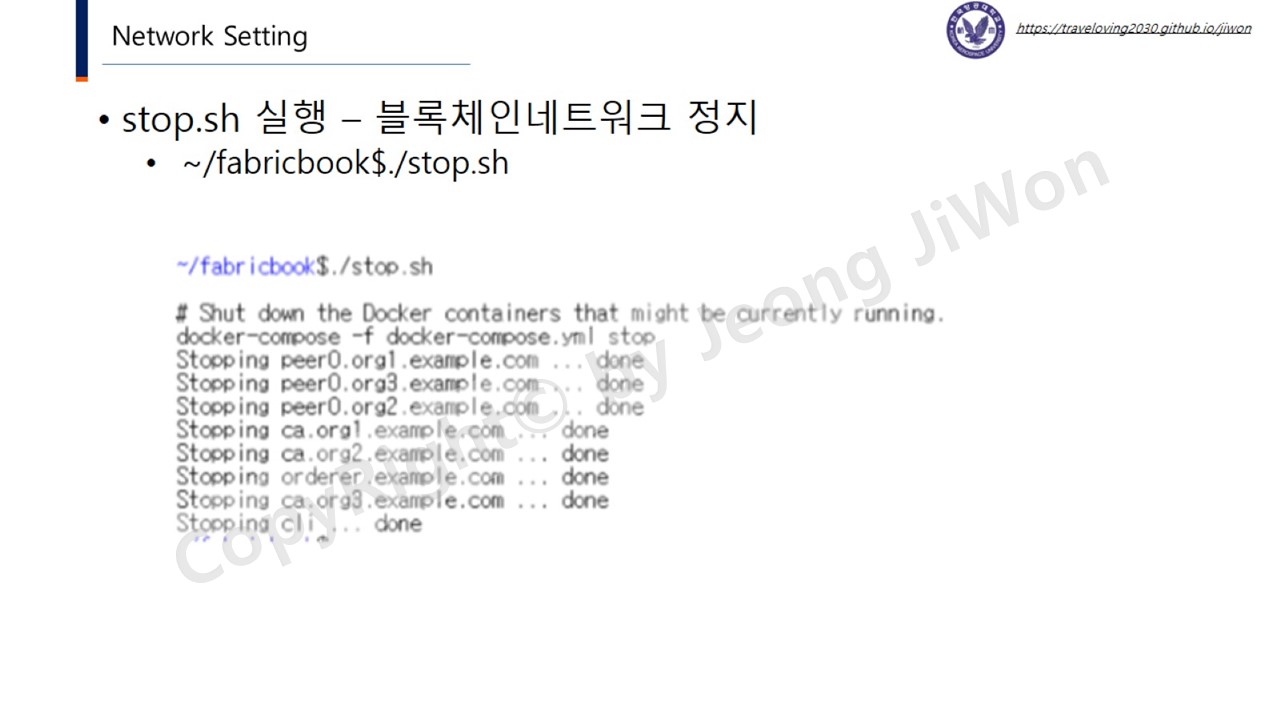 Network Setting
https://traveloving2030.github.io/jiwon
• stop.sh 실행 – 블록체인네트워크 정지
• ~/fabricbook$./stop.sh
~/fabricbook$./stop.sh
# Shut down the Docker containers that might be currently running.
docker-compose -f docker-compose.yml stop
Stopping peer0.org1.example.com ... done
Stopping peer0.org3.example.com ... done
Stopping peer0.org2.example.com ... done
Stopping ca.org1.example.com ... done
Stopping ca.org2.example.com ... done
Stopping orderer.example.com ... done
Stopping ca.org3.example.com ... done
Stopping cli ... done
CopyRight© by Jeong JiWon